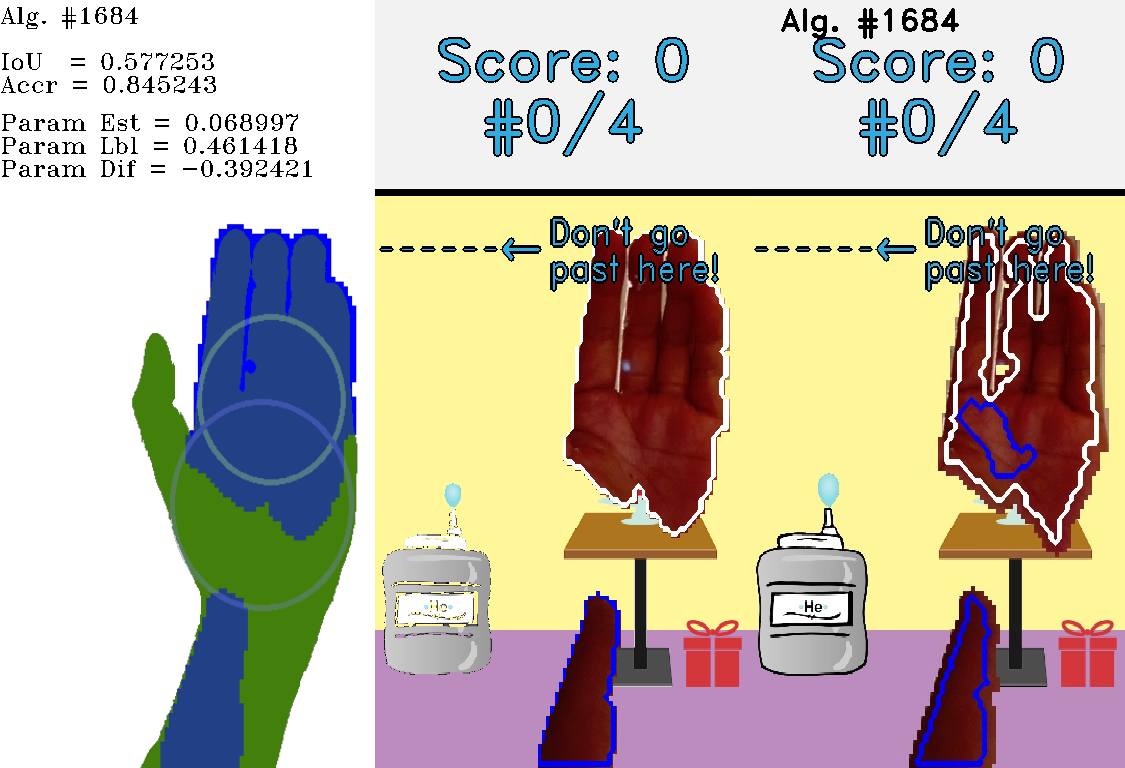 Alg. #1684
IoU = 0.577253
Accr = 0.845243
Param Est = 0.068997
Param Lbl = 0.461418
Param Dif = −0.392421
Score: 0
#0/4
Don't go
past here!
He
Alg. #1684
Score: 0
#0/4
Don't go
past here!
He